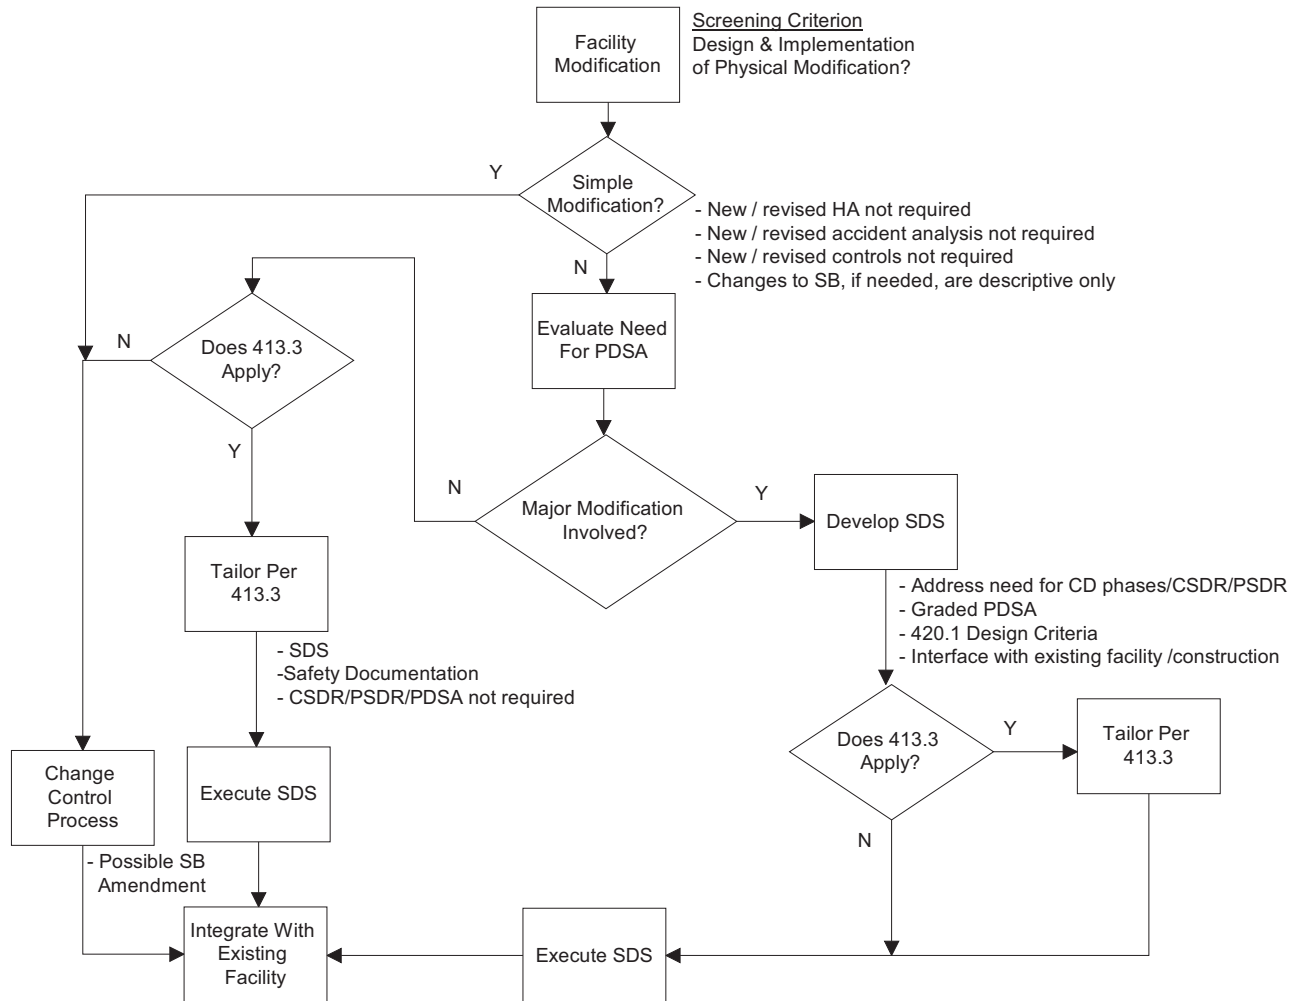 Facility
Modification
Screening Criterion
Design & Implementation
of Physical Modification?
Y
Simple
Modification?
- New / revised HA not required
- New / revised accident analysis not required
- New / revised controls not required
- Changes to SB, if needed, are descriptive only
N
Evaluate Need
For PDSA
N
Does 413.3
Apply?
Y
N
Major Modification
Involved?
Y
Develop SDS
Tailor Per
413.3
- Address need for CD phases/CSDR/PSDR
- Graded PDSA
- 420.1 Design Criteria
- Interface with existing facility /construction
- SDS
-Safety Documentation
- CSDR/PSDR/PDSA not required
Does 413.3
Apply?
Y
Tailor Per
413.3
N
Change
Control
Process
Execute SDS
- Possible SB
Amendment
Integrate With
Existing
Facility
Execute SDS